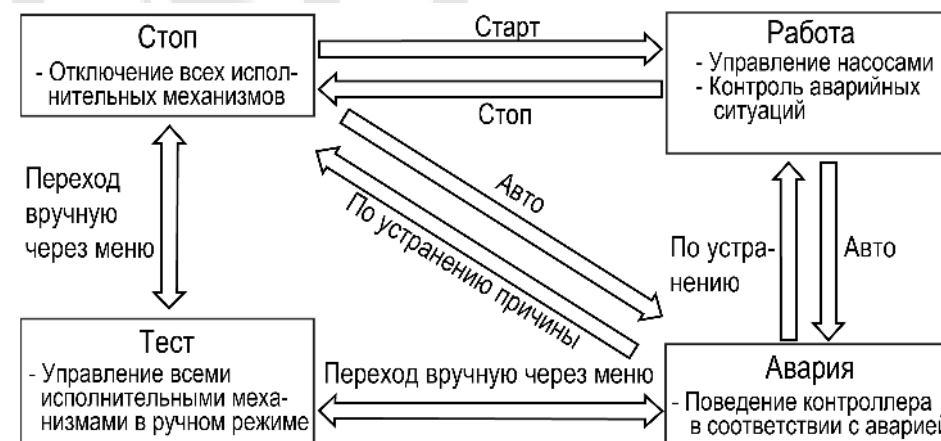 Стоп
- Отключение всех испол-
нительных механизмов
Старт
Стоп
Работа
- Управление насосами
- Контроль аварийных
ситуаций
Переход
вручную
через меню
Авто
По устранению причины
По устра-
нению
Авто
Тест
- Управление всеми
исполнительными меха-
низмами в ручном режиме
Переход вручную через меню
Авария
- Поведение контроллера
в соответствии с аварией